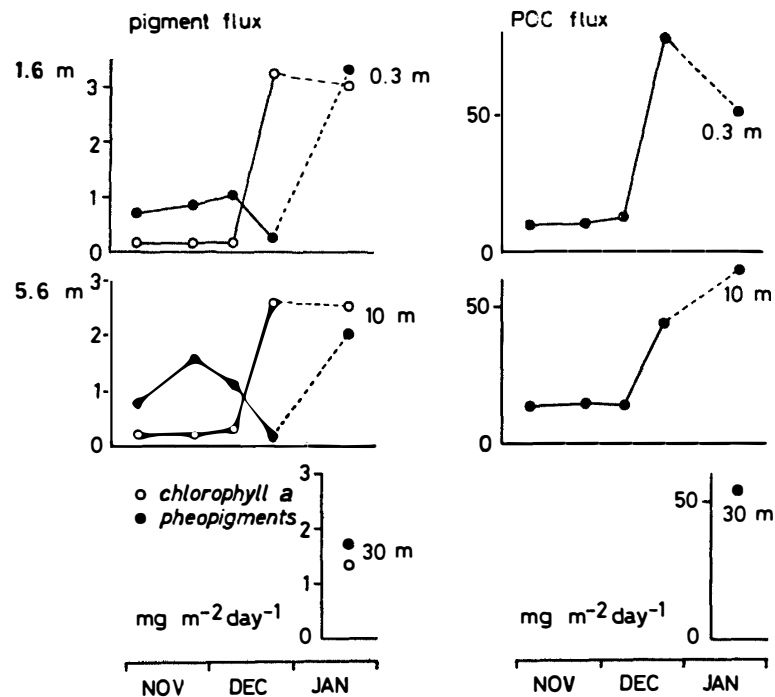 pigment flux
POC flux
1.6 m
3
2
1
0
0.3 m
50
0
0.3 m
5.6 m
3
2
1
0
10 m
50
0
10 m
chlorophyll a
pheopigments
3
2
1
0
30 m
50
0
30 m
mg m⁻² day⁻¹
mg m⁻² day⁻¹
NOV DEC JAN
NOV DEC JAN